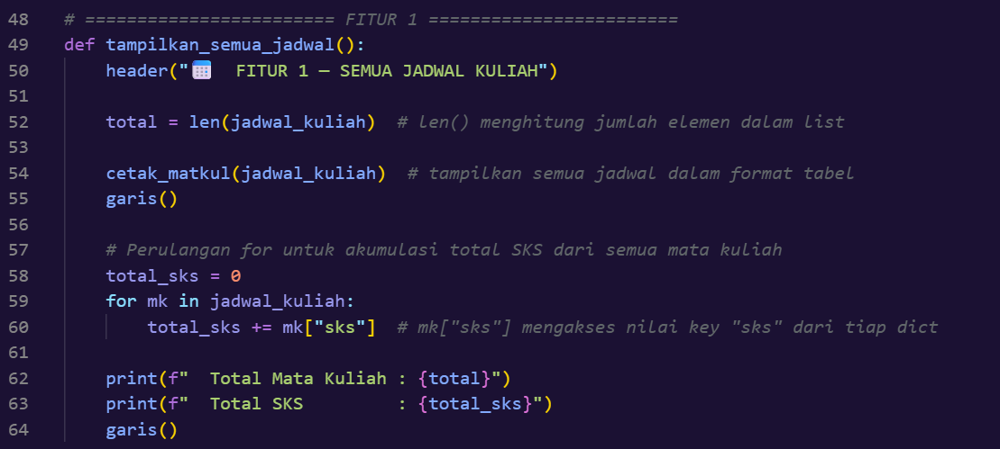 48 # ======================== FITUR 1 ========================
49 def tampilkan_semua_jadwal():
50     header("🗓️  FITUR 1 — SEMUA JADWAL KULIAH")
51
52     total = len(jadwal_kuliah)  # len() menghitung jumlah elemen dalam list
53
54     cetak_matkul(jadwal_kuliah)  # tampilkan semua jadwal dalam format tabel
55     garis()
56
57     # Perulangan for untuk akumulasi total SKS dari semua mata kuliah
58     total_sks = 0
59     for mk in jadwal_kuliah:
60         total_sks += mk["sks"]  # mk["sks"] mengakses nilai key "sks" dari tiap dict
61
62     print(f"  Total Mata Kuliah : {total}")
63     print(f"  Total SKS         : {total_sks}")
64     garis()